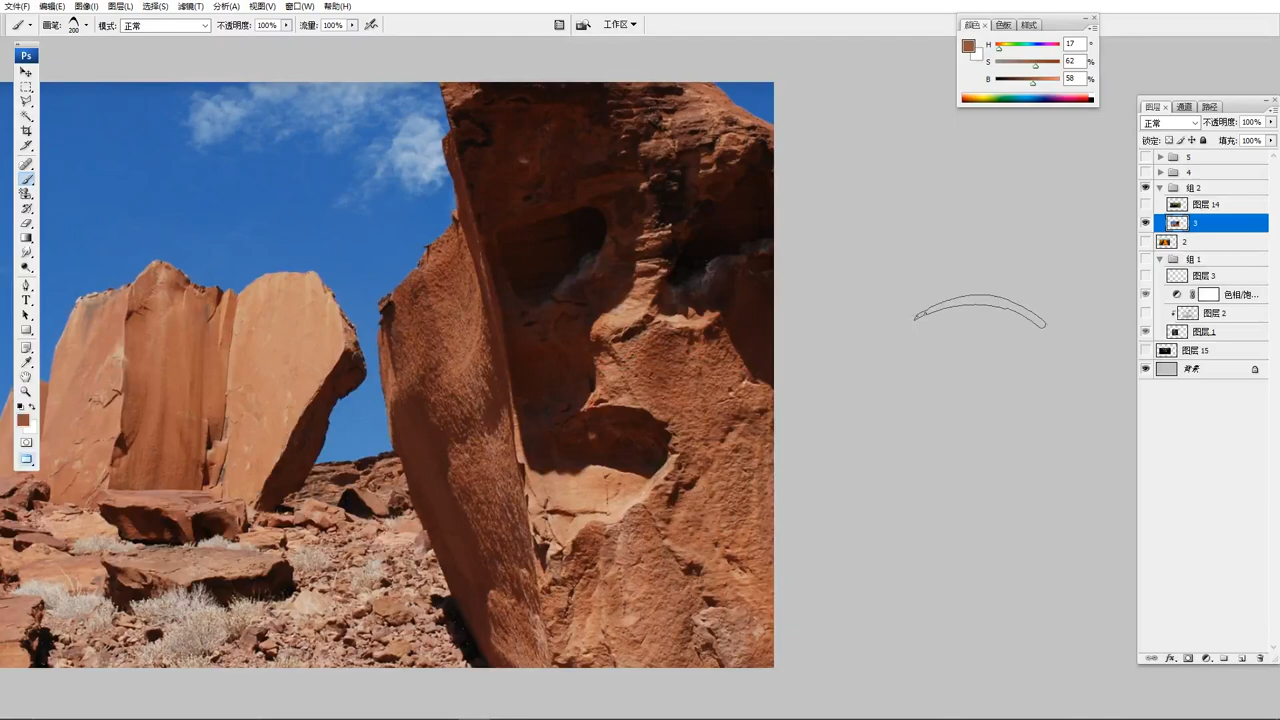 文件(F) 编辑(E) 图像(I) 图层(L) 选择(S) 滤镜(T) 分析(A) 视图(V) 窗口(W) 帮助(H)
画笔: 200 模式: 正常 不透明度: 100% 流量: 100% 工作区
Ps
颜色 色板 样式
H 17 °
S 62 %
B 58 %
图层 通道 路径
正常 不透明度: 100%
锁定: 填充: 100%
5
4
组 2
图层 14
3
2
组 1
图层 3
色相/饱...
图层 2
图层 1
图层 15
背景